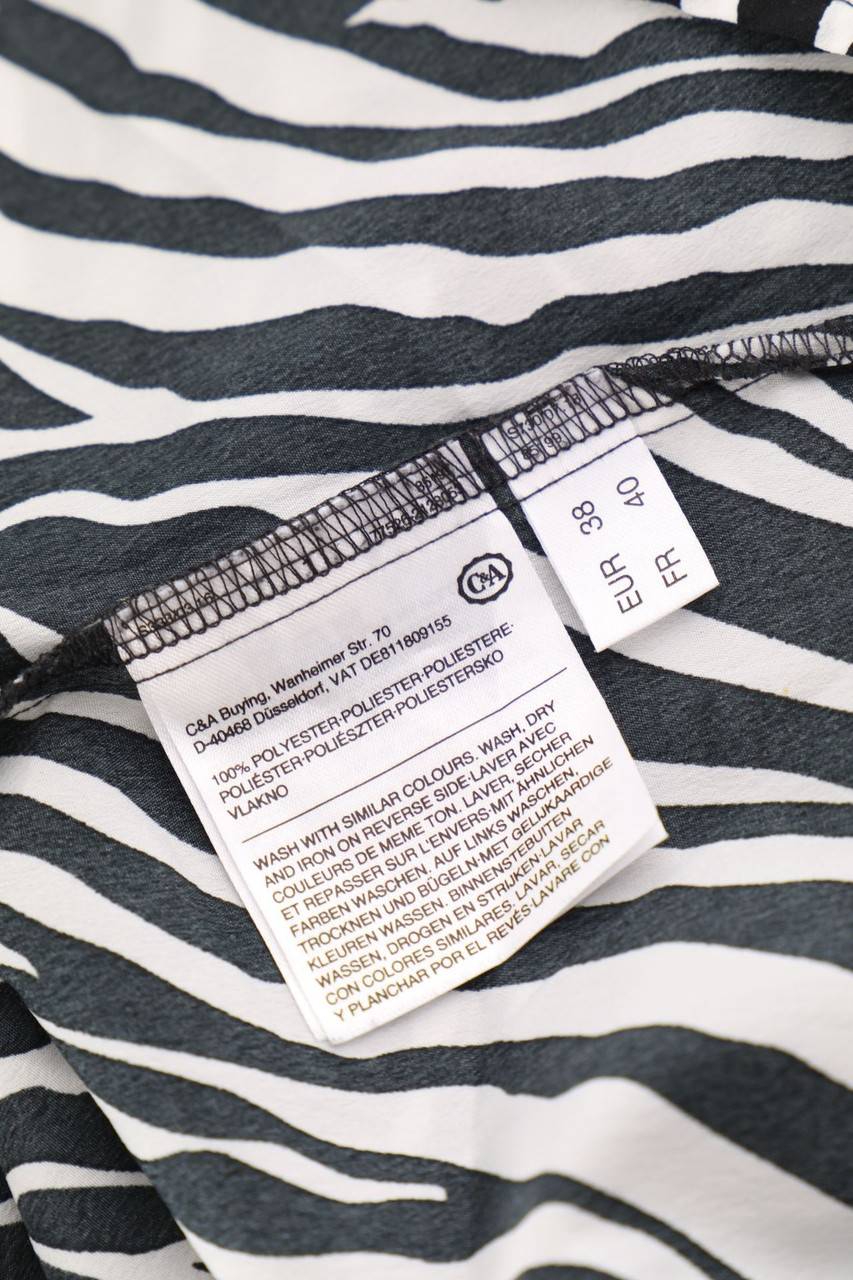 C&A
C&A Buying, Wanheimer Str. 70
D-40468 Düsseldorf, VAT DE811809155
100% POLYESTER·POLIESTER·POLIESTERE·
POLIÉSTER·POLIÉSZTER·POLIESTERSKO
VLAKNO
WASH WITH SIMILAR COLOURS, WASH, DRY
AND IRON ON REVERSE SIDE·LAVER AVEC
COULEURS DE MEME TON. LAVER, SECHER
ET REPASSER SUR L'ENVERS·MIT ÄHNLICHEN
FARBEN WASCHEN. AUF LINKS WASCHEN,
TROCKNEN UND BÜGELN·MET GELIJKAARDIGE
KLEUREN WASSEN. BINNENSTEBUITEN
WASSEN, DROGEN EN STRIJKEN·LAVAR
CON COLORES SIMILARES. LAVAR, SECAR
Y PLANCHAR POR EL REVÉS·LAVARE CON
EUR 38
FR 40